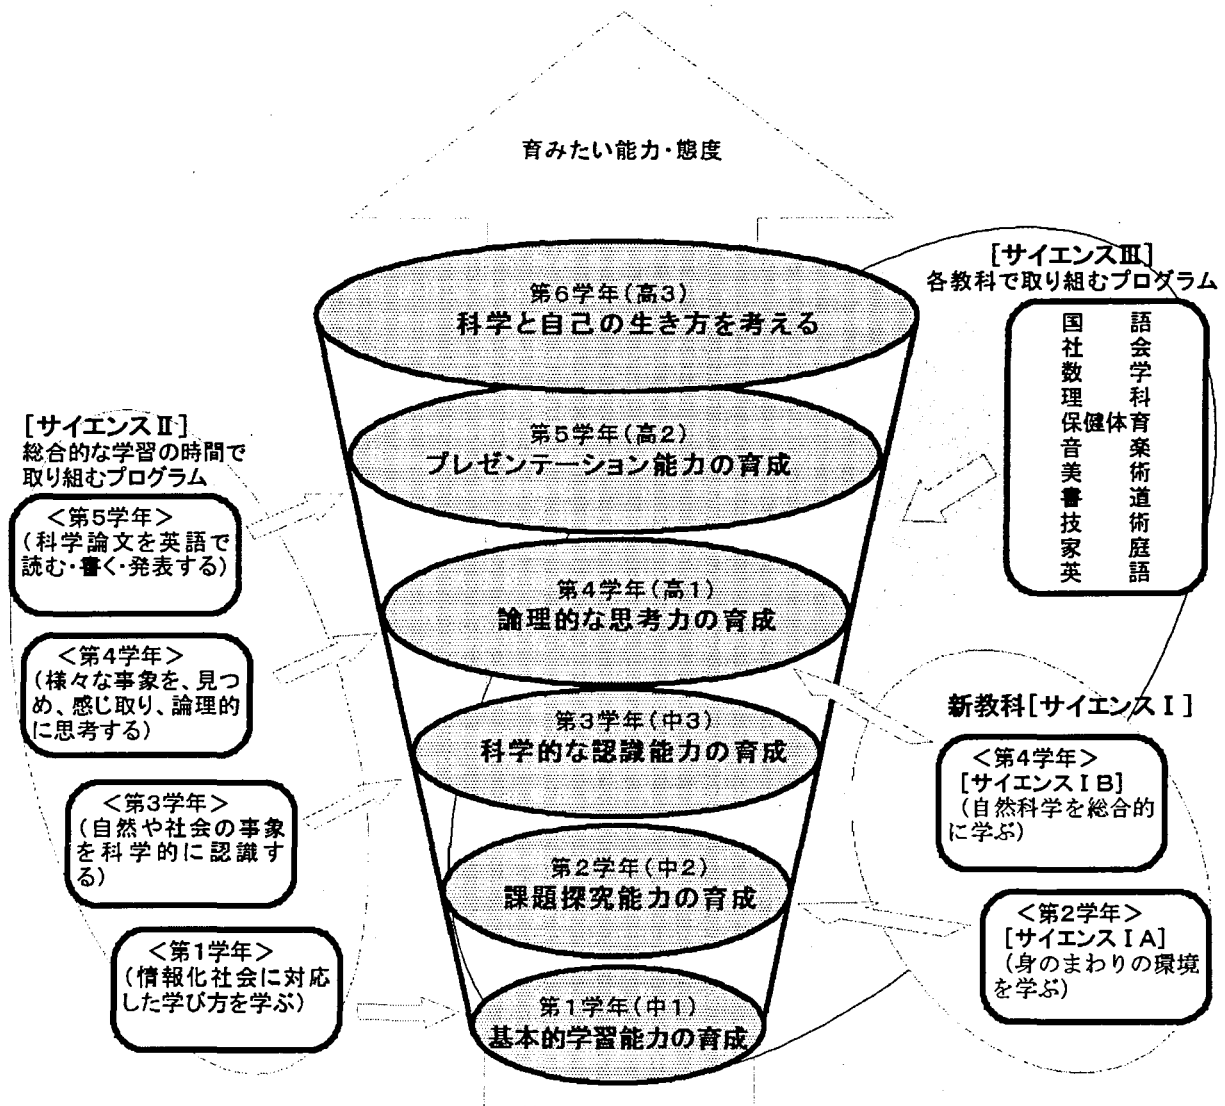 育みたい能力・態度
第6学年(高3)
科学と自己の生き方を考える
第5学年(高2)
プレゼンテーション能力の育成
第4学年(高1)
論理的な思考力の育成
第3学年(中3)
科学的な認識能力の育成
第2学年(中2)
課題探究能力の育成
第1学年(中1)
基本的学習能力の育成
[サイエンスⅡ]
総合的な学習の時間で
取り組むプログラム
<第5学年>
(科学論文を英語で
読む・書く・発表する)
<第4学年>
(様々な事象を、見つ
め、感じ取り、論理的
に思考する)
<第3学年>
(自然や社会の事象
を科学的に認識す
る)
<第1学年>
(情報化社会に対応
した学び方を学ぶ)
[サイエンスⅢ]
各教科で取り組むプログラム
国語
社会
数学
理科
保健体育
音楽
美術
書道
技術
家庭
英語
新教科[サイエンスⅠ]
<第4学年>
[サイエンスⅠB]
(自然科学を総合的
に学ぶ)
<第2学年>
[サイエンスⅠA]
(身のまわりの環境
を学ぶ)